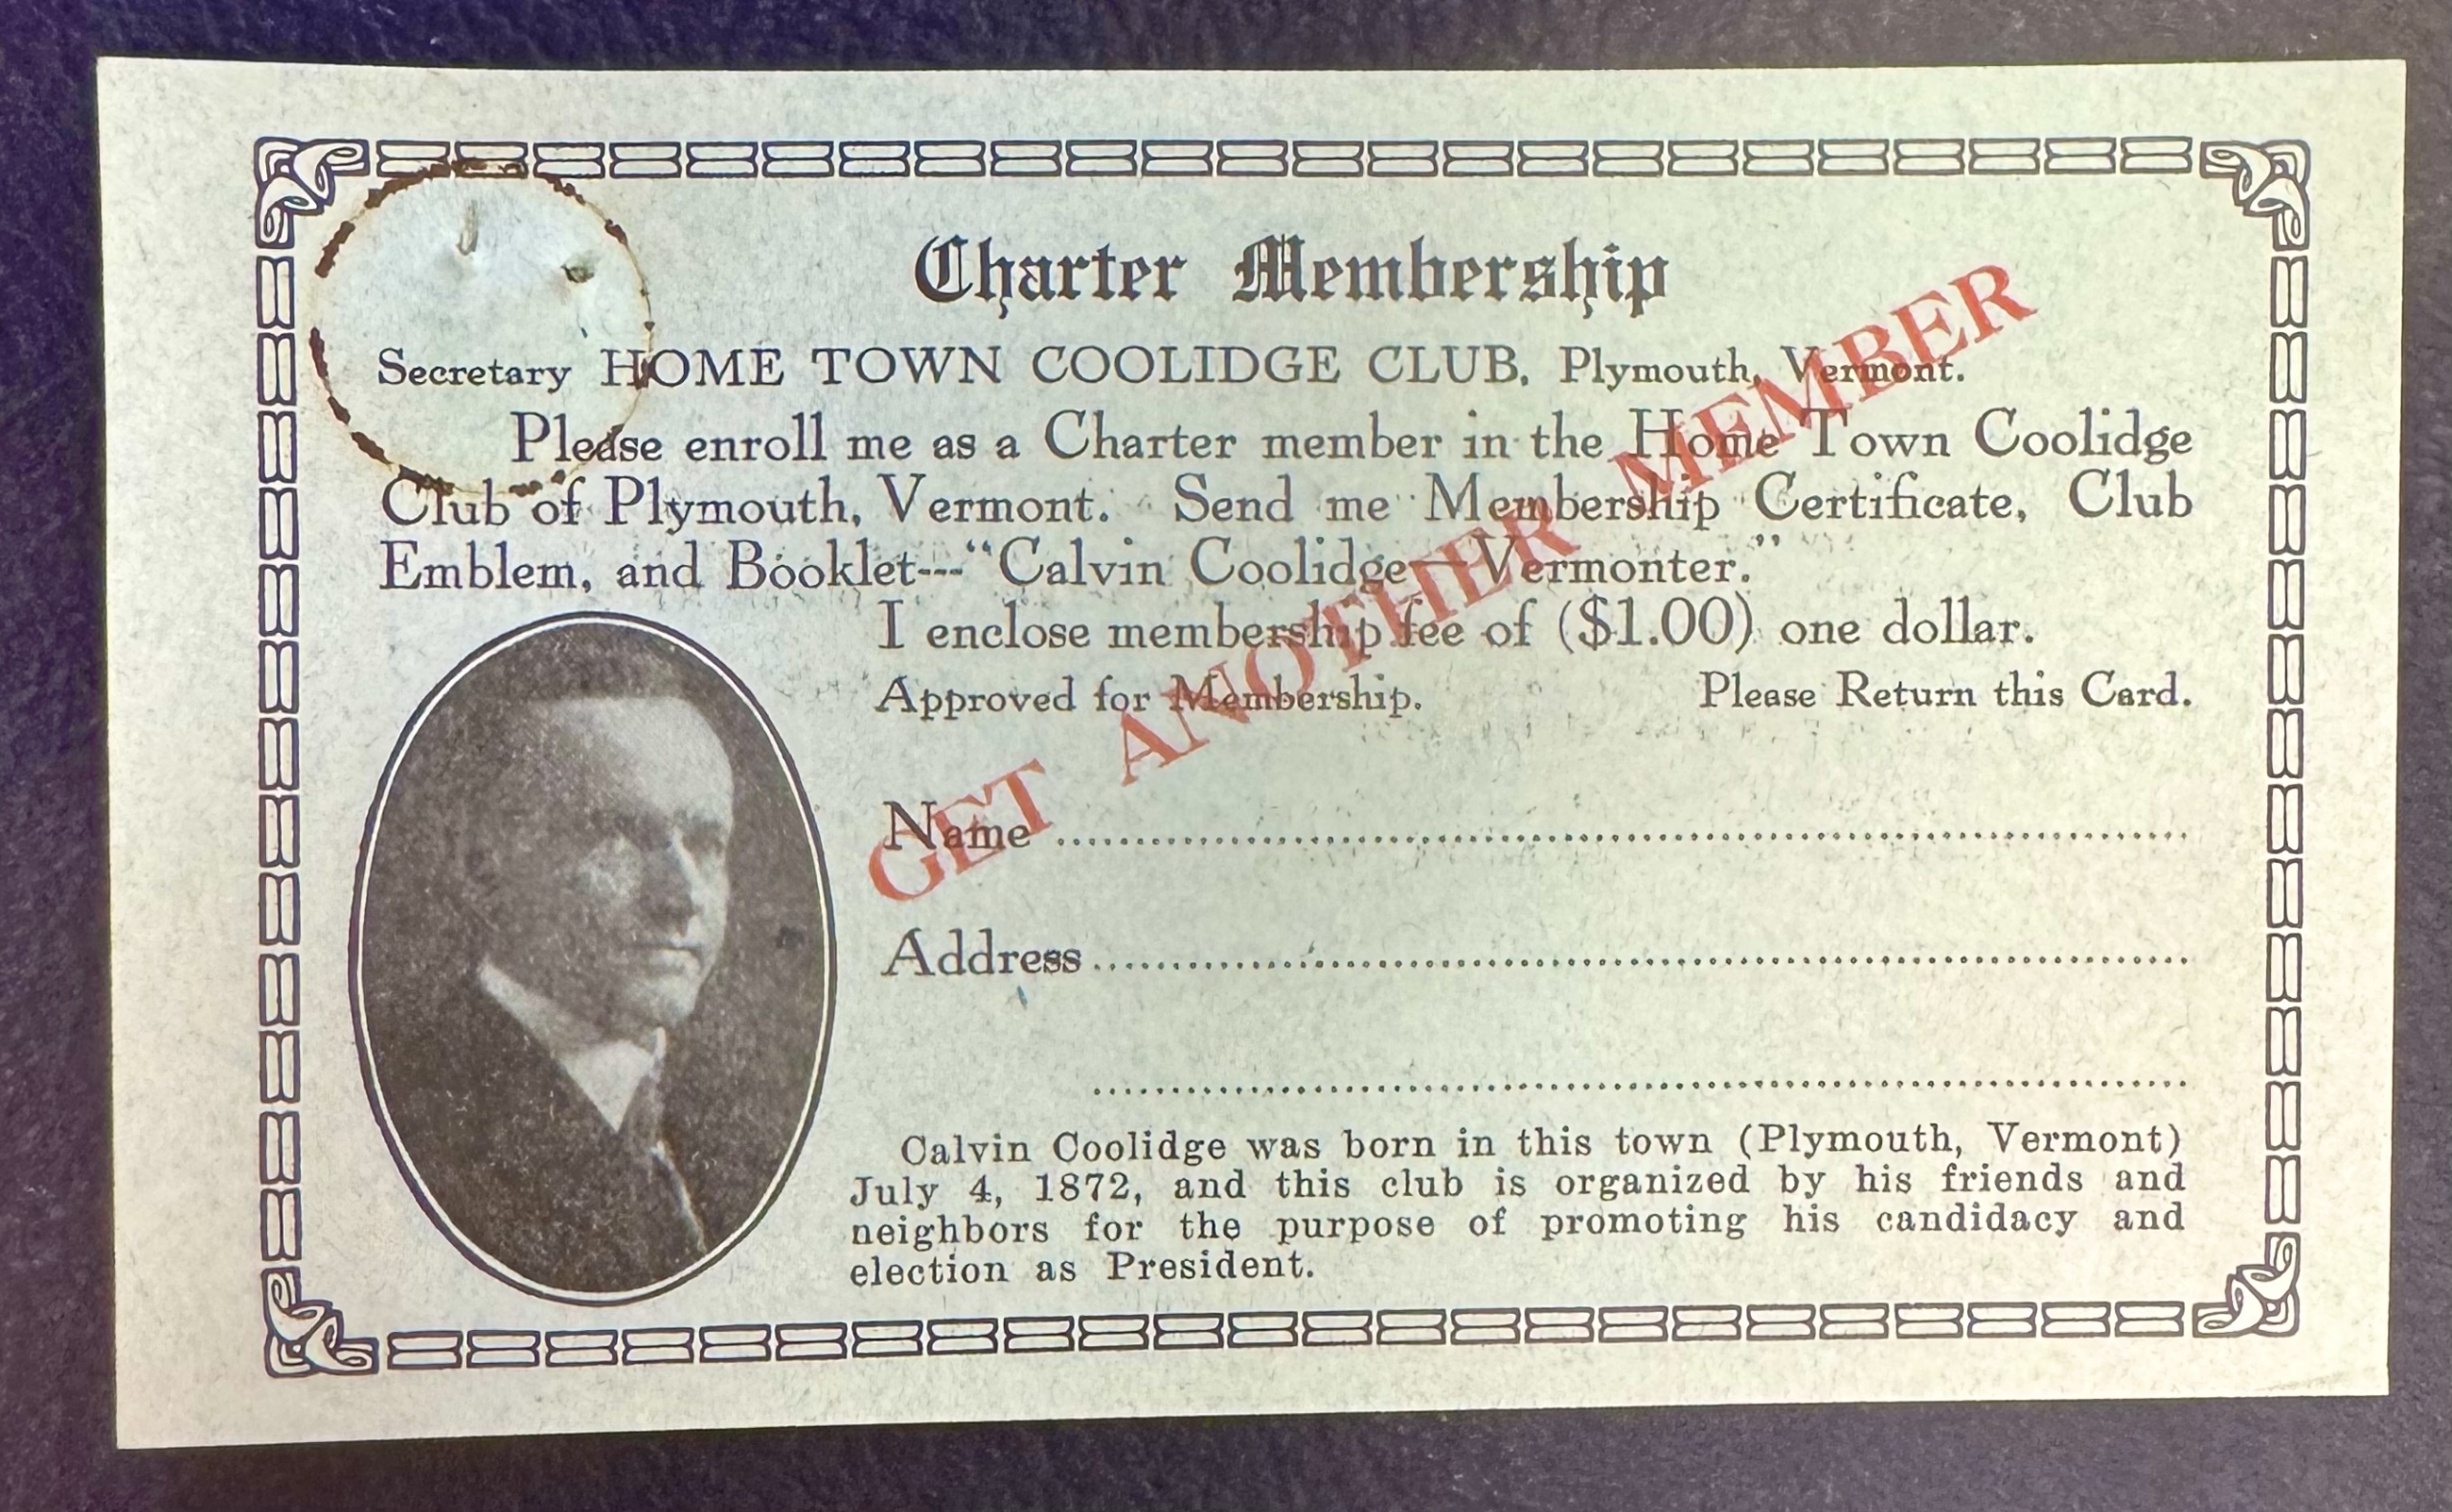 Charter Membership
Secretary HOME TOWN COOLIDGE CLUB, Plymouth, Vermont.
Please enroll me as a Charter member in the Home Town Coolidge
Club of Plymouth, Vermont. Send me Membership Certificate, Club
Emblem, and Booklet---"Calvin Coolidge—Vermonter."
I enclose membership fee of ($1.00) one dollar.
Approved for Membership. Please Return this Card.
GET ANOTHER MEMBER
Name
Address
Calvin Coolidge was born in this town (Plymouth, Vermont)
July 4, 1872, and this club is organized by his friends and
neighbors for the purpose of promoting his candidacy and
election as President.